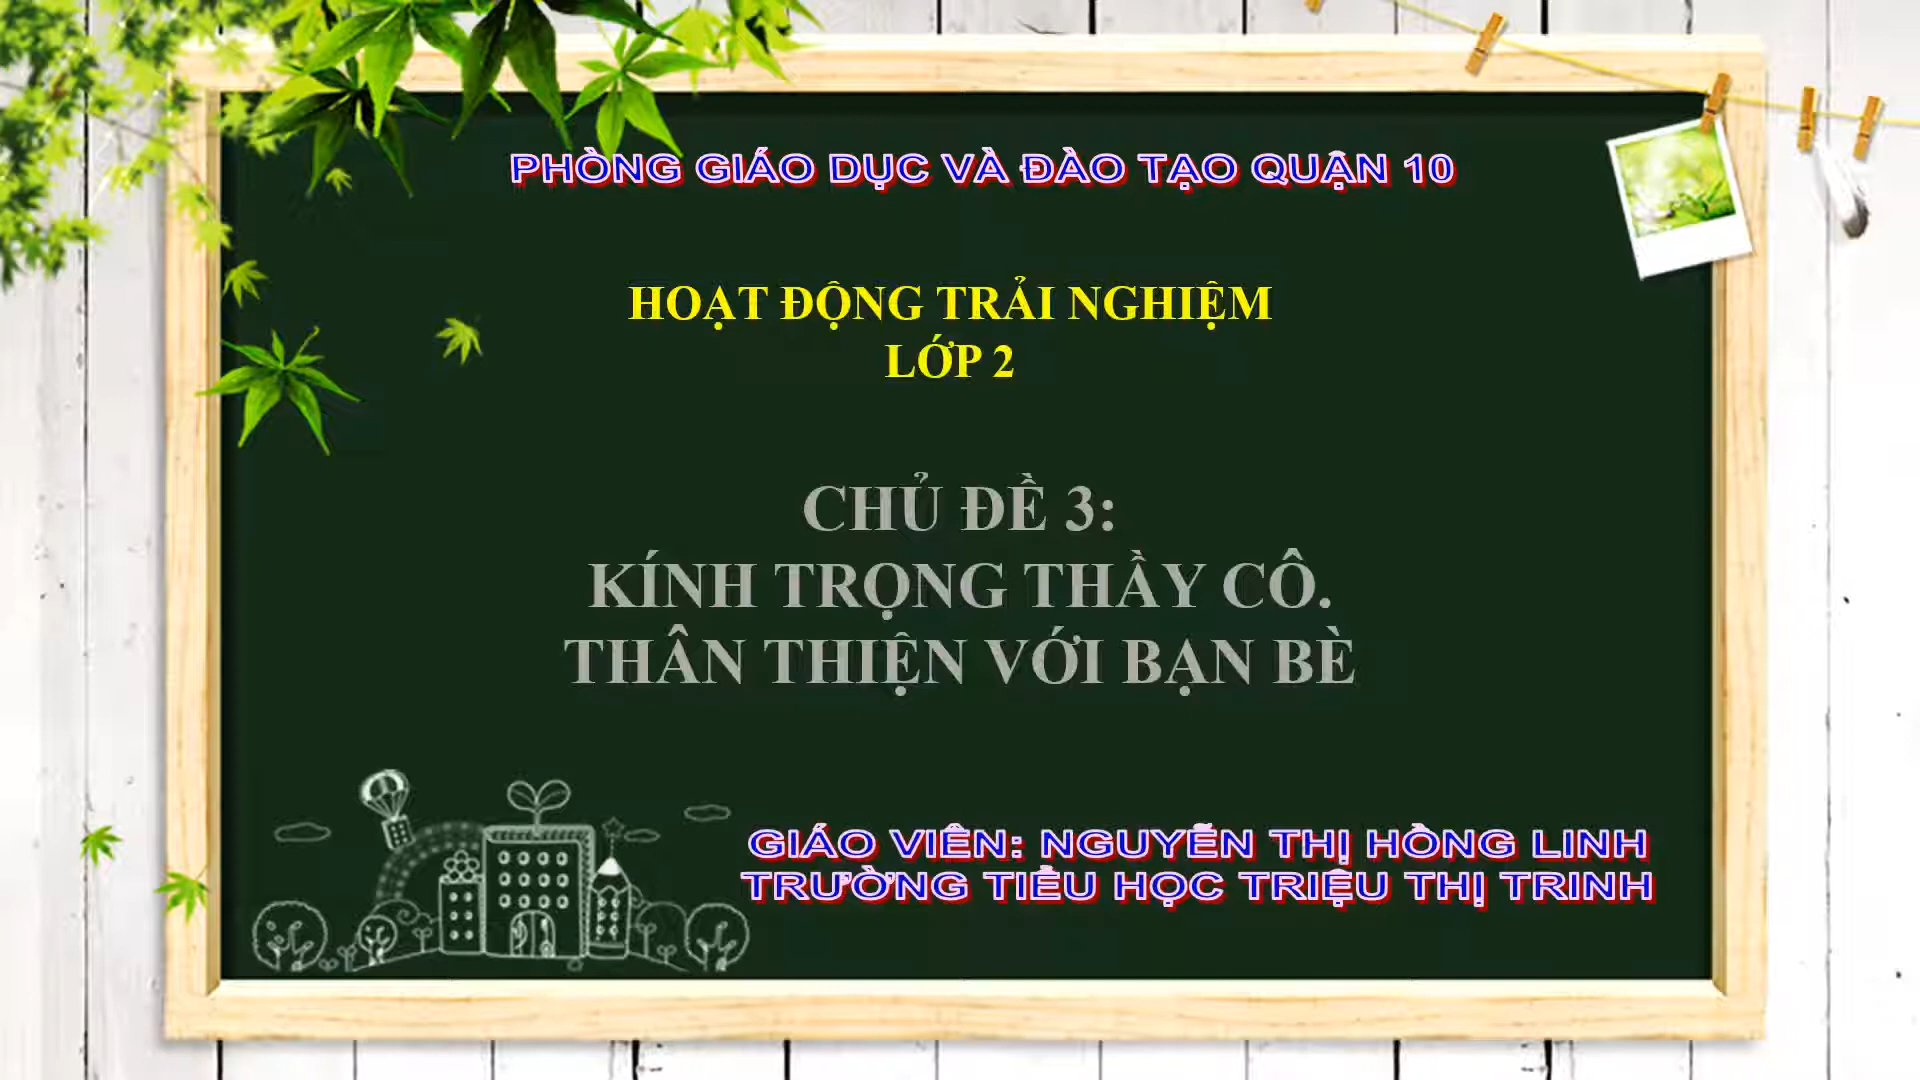 PHÒNG GIÁO DỤC VÀ ĐÀO TẠO QUẬN 10
HOẠT ĐỘNG TRẢI NGHIỆM
LỚP 2
CHỦ ĐỀ 3:
KÍNH TRỌNG THẦY CÔ.
THÂN THIỆN VỚI BẠN BÈ
GIÁO VIÊN: NGUYỄN THỊ HỒNG LINH
TRƯỜNG TIỂU HỌC TRIỆU THỊ TRINH